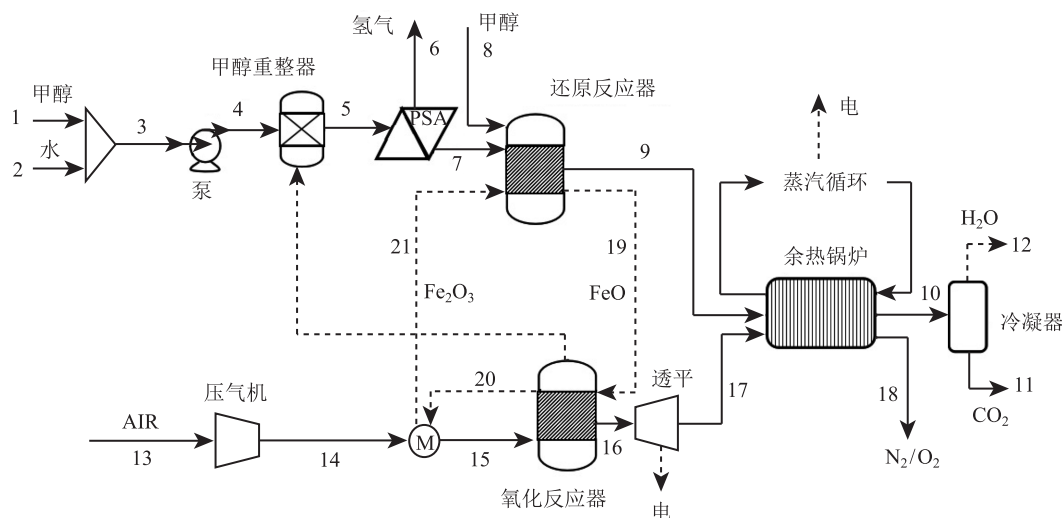 氢气
6
甲醇
8
甲醇重整器
还原反应器
甲醇
1
水
2
3
4
5
PSA
7
9
泵
电
蒸汽循环
H₂O
12
余热锅炉
10
冷凝器
21
19
Fe₂O₃
FeO
11
CO₂
压气机
20
透平
17
18
AIR
13
14
M
15
16
N₂/O₂
氧化反应器
电